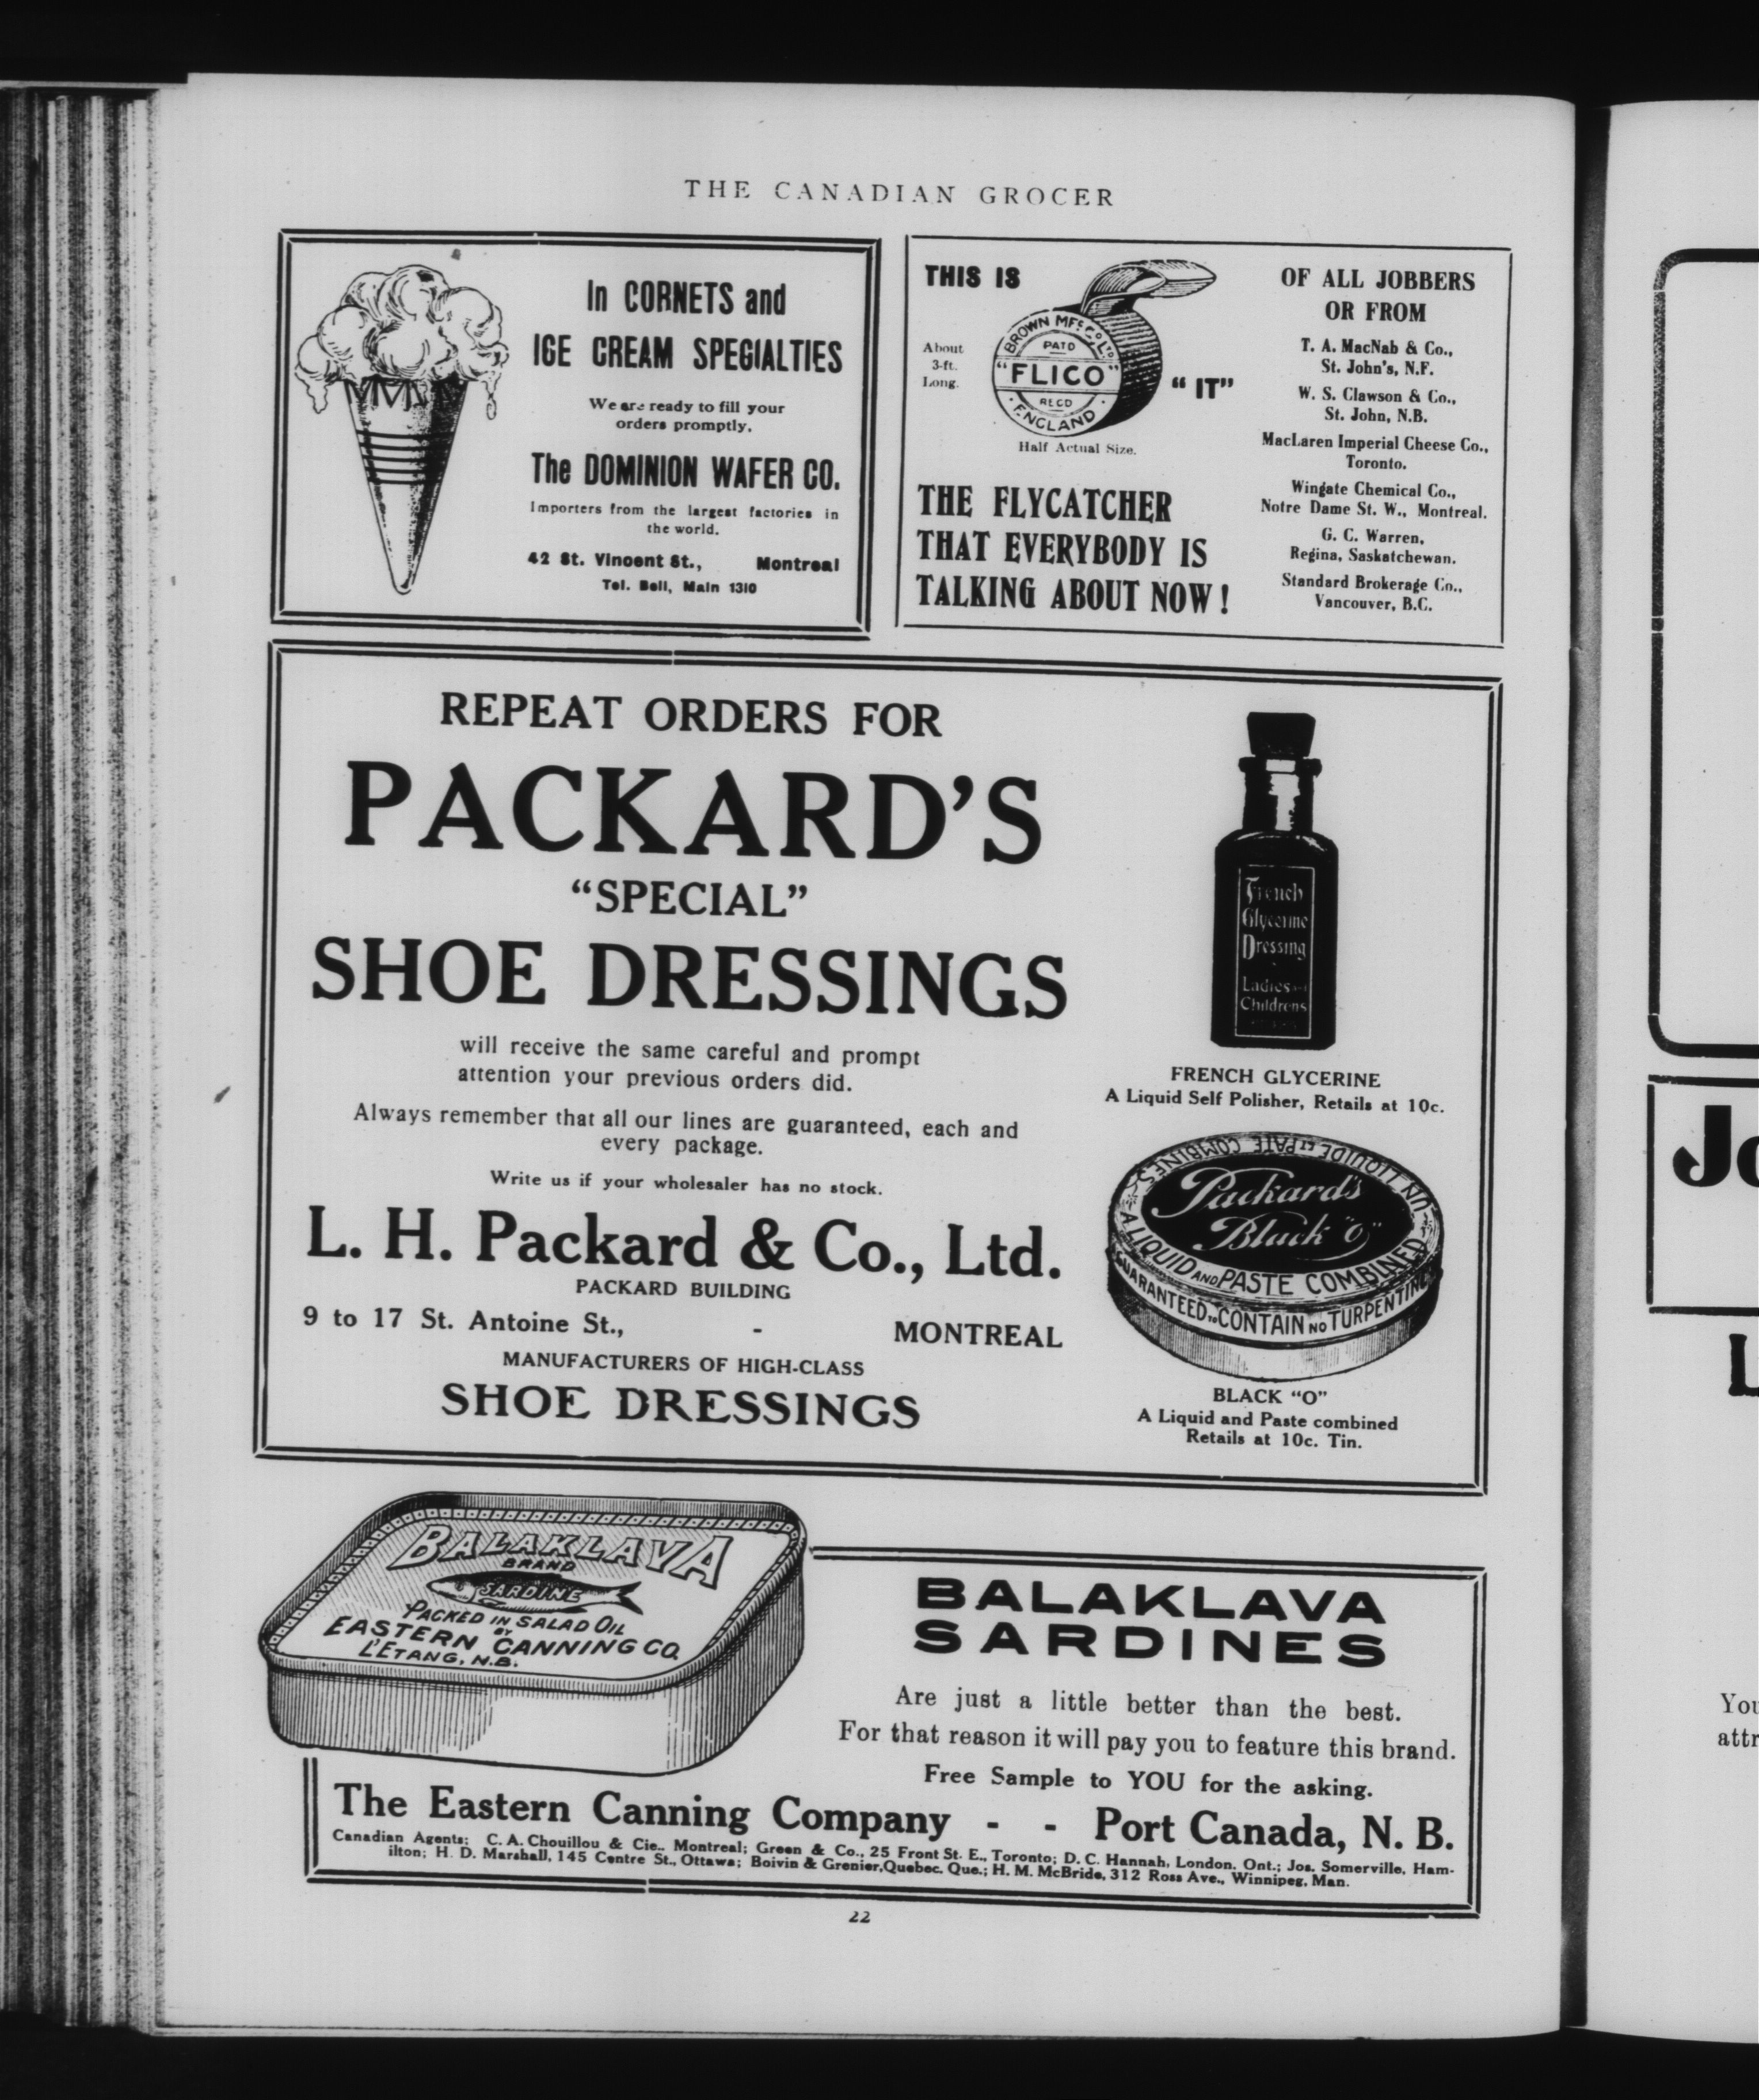 THE CANADIAN GROCER
In CORNETS and
ICE CREAM SPECIALTIES
We are ready to fill your
orders promptly.
The DOMINION WAFER CO.
Importers from the largest factories in
the world.
42 St. Vincent St., Montreal
Tel. Bell, Main 1310
THIS IS
About
3-ft.
Long.
BROWN MFG CO LTD
PATD
"FLICO"
REGD
ENGLAND
"IT"
Half Actual Size.
THE FLYCATCHER
THAT EVERYBODY IS
TALKING ABOUT NOW!
OF ALL JOBBERS
OR FROM
T. A. MacNab & Co.,
St. John's, N.F.
W. S. Clawson & Co.,
St. John, N.B.
MacLaren Imperial Cheese Co.,
Toronto.
Wingate Chemical Co.,
Notre Dame St. W., Montreal.
G. C. Warren,
Regina, Saskatchewan.
Standard Brokerage Co.,
Vancouver, B.C.
REPEAT ORDERS FOR
PACKARD'S
"SPECIAL"
SHOE DRESSINGS
will receive the same careful and prompt
attention your previous orders did.
Always remember that all our lines are guaranteed, each and
every package.
Write us if your wholesaler has no stock.
L. H. Packard & Co., Ltd.
PACKARD BUILDING
9 to 17 St. Antoine St., - MONTREAL
MANUFACTURERS OF HIGH-CLASS
SHOE DRESSINGS
French
Glycerine
Dressing
Ladies
Childrens
FRENCH GLYCERINE
A Liquid Self Polisher, Retails at 10c.
UN LIQUIDE ET PATE COMBINES
Packard's
Black "O"
A LIQUID AND PASTE COMBINED
GUARANTEED TO CONTAIN NO TURPENTINE
BLACK "O"
A Liquid and Paste combined
Retails at 10c. Tin.
BALAKLAVA
BRAND
SARDINE
PACKED IN SALAD OIL
BY
EASTERN CANNING CO.
L'ETANG, N.B.
BALAKLAVA
SARDINES
Are just a little better than the best.
For that reason it will pay you to feature this brand.
Free Sample to YOU for the asking.
The Eastern Canning Company - - Port Canada, N. B.
Canadian Agents: C. A. Chouillou & Cie., Montreal; Green & Co., 25 Front St. E., Toronto; D. C. Hannah, London, Ont.; Jos. Somerville, Ham-
ilton; H. D. Marshall, 145 Centre St., Ottawa; Boivin & Grenier, Quebec, Que.; H. M. McBride, 312 Ross Ave., Winnipeg, Man.
22
Jo
L
You
attr